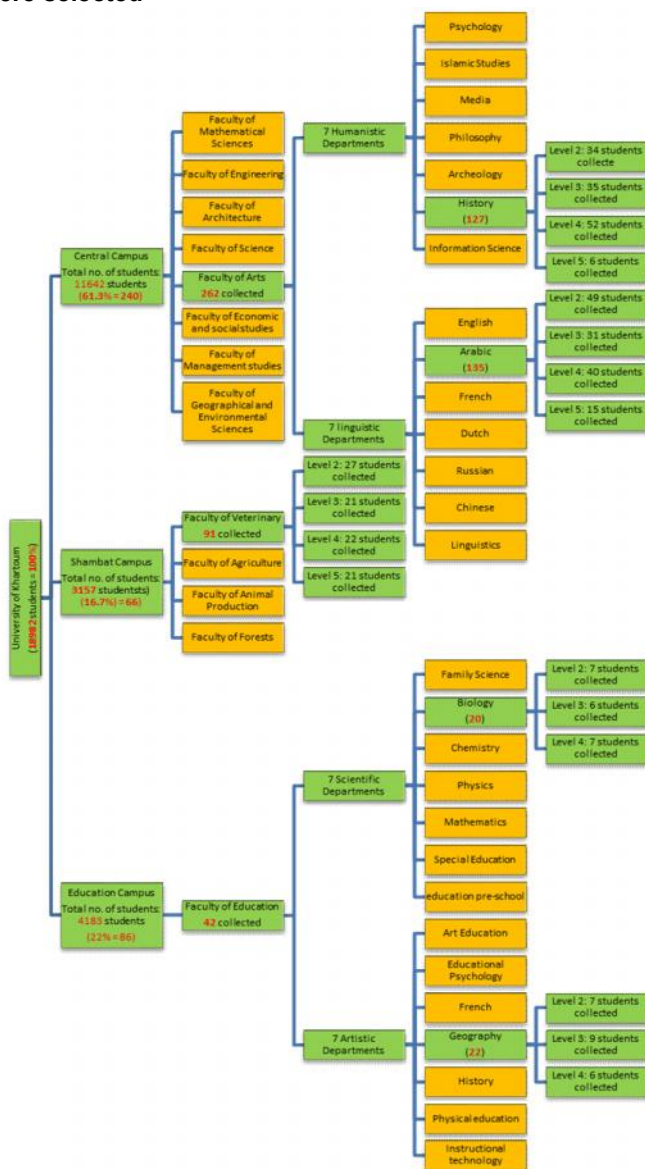 ere selected
University of Khartoum
(18982 students = 100%)
Central Campus
Total no. of students:
11642 students
(61.3% = 240)
Faculty of
Mathematical
Sciences
Faculty of Engineering
Faculty of
Architecture
Faculty of Science
Faculty of Arts
262 collected
Faculty of Economic
and socialstudies
Faculty of
Management studies
Faculty of
Geographical and
Environmental
Sciences
7 Humanistic
Departments
Psychology
Islamic Studies
Media
Philosophy
Archeology
History
(127)
Information Science
Level 2: 34 students
collecte
Level 3: 35 students
collected
Level 4: 52 students
collected
Level 5: 6 students
collected
7 linguistic
Departments
English
Arabic
(135)
French
Dutch
Russian
Chinese
Linguistics
Level 2: 49 students
collected
Level 3: 31 students
collected
Level 4: 40 students
collected
Level 5: 15 students
collected
Shambat Campus
Total no. of students:
3157 studentsts)
(16.7%) = 66)
Faculty of Veterinary
91 collected
Faculty of Agriculture
Faculty of Animal
Production
Faculty of Forests
Level 2: 27 students
collected
Level 3: 21 students
collected
Level 4: 22 students
collected
Level 5: 21 students
collected
Education Campus
Total no. of students:
4183 students
(22% = 86)
Faculty of Education
42 collected
7 Scientific
Departments
Family Science
Biology
(20)
Chemistry
Physics
Mathematics
Special Education
education pre-school
Level 2: 7 students
collected
Level 3: 6 students
collected
Level 4: 7 students
collected
7 Artistic
Departments
Art Education
Educational
Psychology
French
Geography
(22)
History
Physical education
Instructional
technology
Level 2: 7 students
collected
Level 3: 9 students
collected
Level 4: 6 students
collected